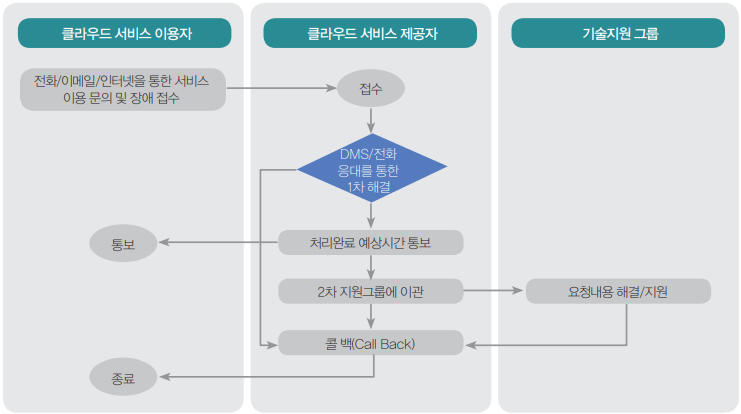 클라우드 서비스 이용자
클라우드 서비스 제공자
기술지원 그룹
전화/이메일/인터넷을 통한 서비스
이용 문의 및 장애 접수
접수
DMS/전화
응대를 통한
1차 해결
통보
처리완료 예상시간 통보
2차 지원그룹에 이관
요청내용 해결/지원
콜 백(Call Back)
종료